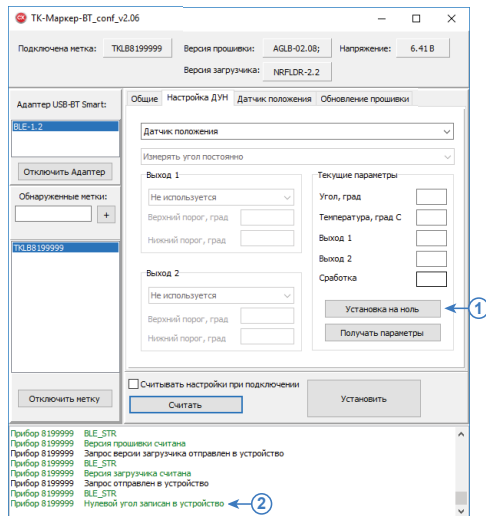 ТК-Маркер-BT_conf_v2.06
Подключена метка: TKLB8199999 Версия прошивки: AGLB-02.08; Напряжение: 6.41 В
Версия загрузчика: NRFLDR-2.2
Адаптер USB-BT Smart:
BLE-1.2
Отключить Адаптер
Обнаруженные метки:
+
TKLB8199999
Отключить метку
Общие Настройка ДУН Датчик положения Обновление прошивки
Датчик положения
Измерять угол постоянно
Выход 1
Не используется
Верхний порог, град
Нижний порог, град
Выход 2
Не используется
Верхний порог, град
Нижний порог, град
Текущие параметры
Угол, град
Температура, град С
Выход 1
Выход 2
Сработка
Установка на ноль
1
Получать параметры
Считывать настройки при подключении
Считать
Установить
Прибор 8199999 BLE_STR
Прибор 8199999 Версия прошивки считана
Прибор 8199999 Запрос версии загрузчика отправлен в устройство
Прибор 8199999 BLE_STR
Прибор 8199999 Версия загрузчика считана
Прибор 8199999 Запрос отправлен в устройство
Прибор 8199999 BLE_STR
Прибор 8199999 Нулевой угол записан в устройство
2